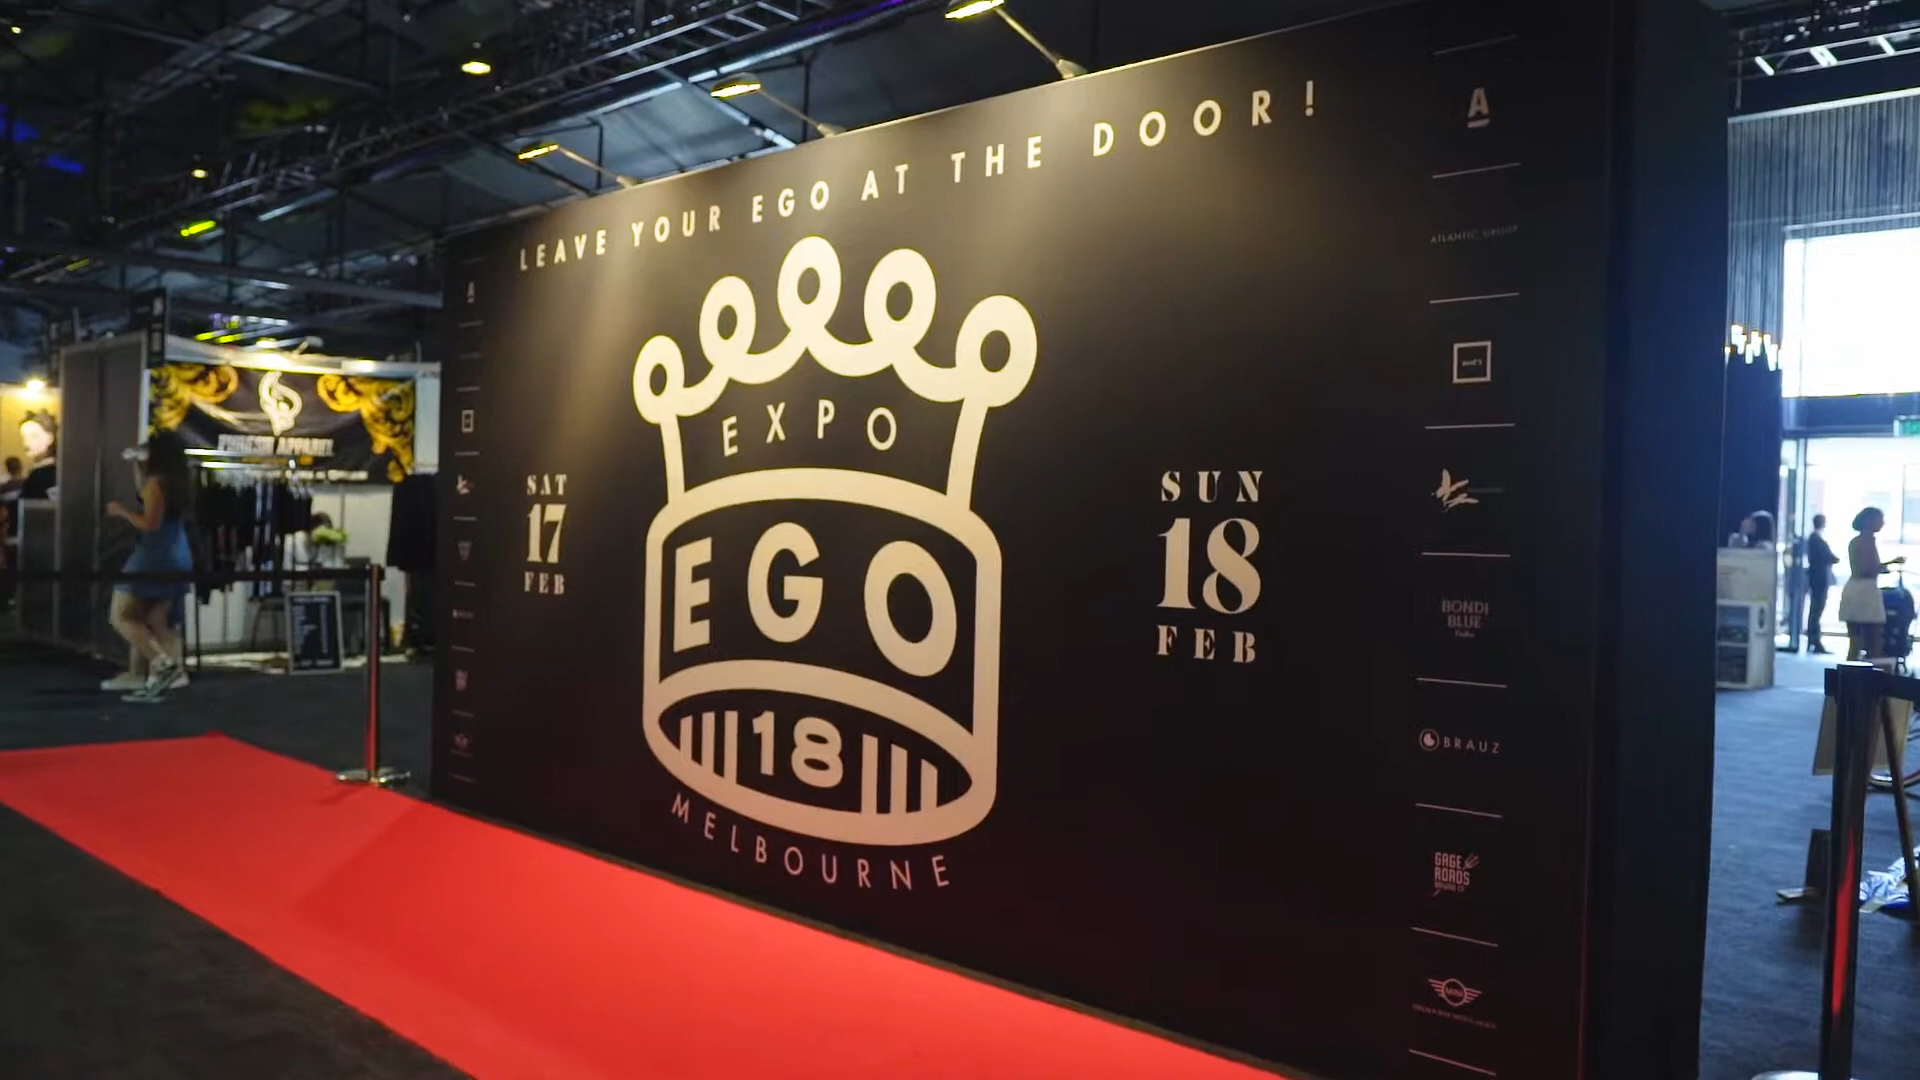 LEAVE YOUR EGO AT THE DOOR!
EXPO
EGO
18
MELBOURNE
SAT
17
FEB
SUN
18
FEB
A
ATLANTIC GROUP
BONDI
BLUE
BRAUZ
GAGE
ROADS
APPAREL